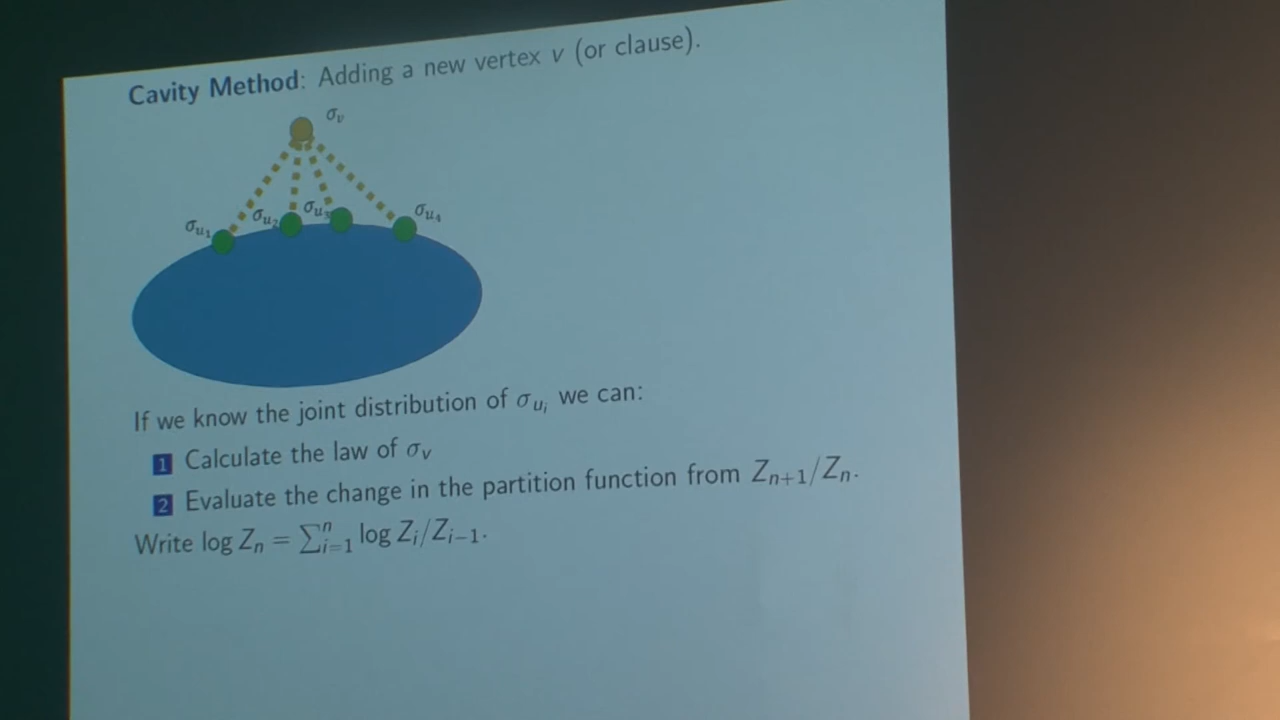 Cavity Method: Adding a new vertex v (or clause).
σ_v
σ_{u_1} σ_{u_2} σ_{u_3} σ_{u_4}
If we know the joint distribution of σ_{u_i} we can:
1 Calculate the law of σ_v
2 Evaluate the change in the partition function from Z_{n+1}/Z_n.
Write log Z_n = ∑_{i=1}^n log Z_i/Z_{i−1}.